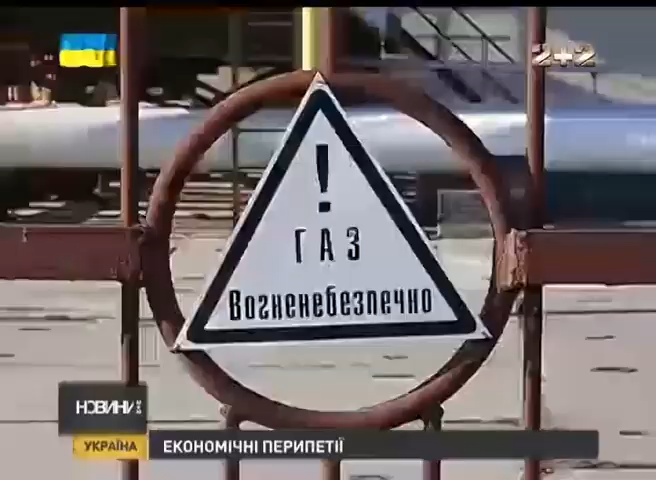 2+2
!
ГАЗ
Вогненебезпечно
НОВИНИ
УКРАЇНА
ЕКОНОМІЧНІ ПЕРИПЕТІЇ